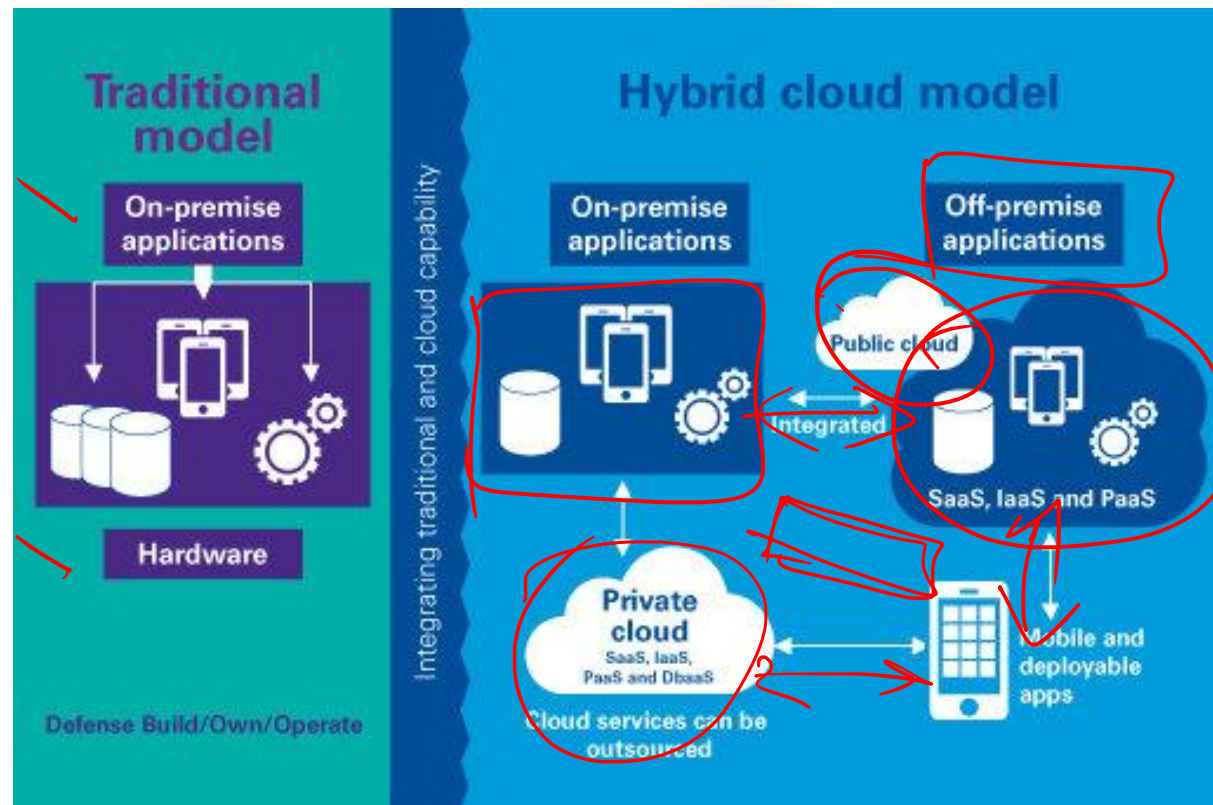 Traditional
model
On-premise
applications
Hardware
Defense Build/Own/Operate
Integrating traditional and cloud capability
Hybrid cloud model
On-premise
applications
Off-premise
applications
Public cloud
Integrated
SaaS, IaaS and PaaS
Private
cloud
SaaS, IaaS,
PaaS and DbaaS
Cloud services can be
outsourced
Mobile and
deployable
apps